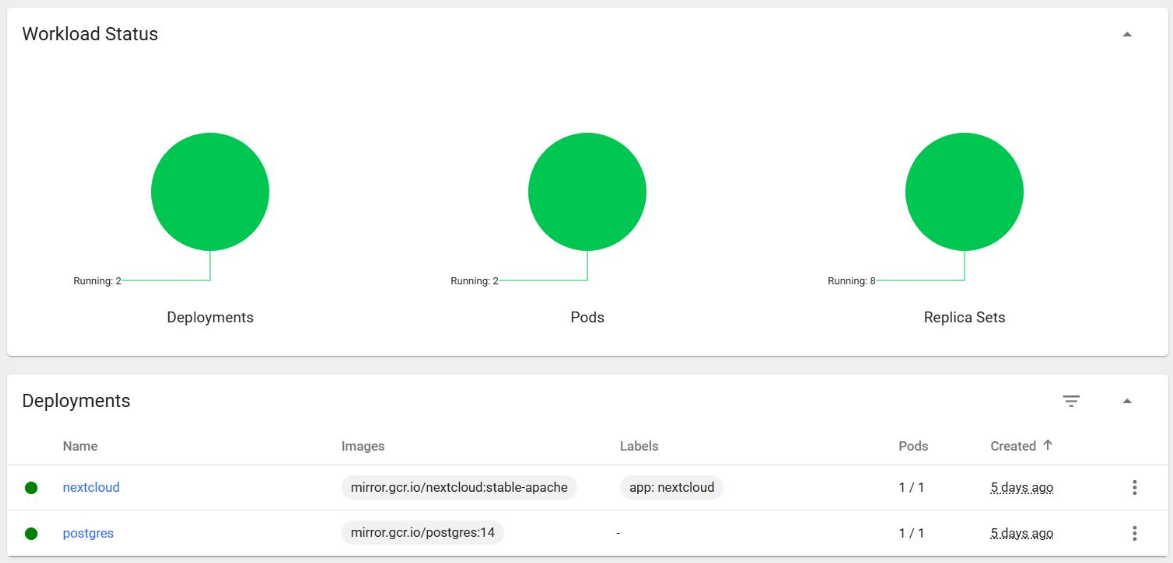 Workload Status
Running: 2
Running: 2
Running: 8
Deployments
Pods
Replica Sets
Deployments
Name Images Labels Pods Created
nextcloud mirror.gcr.io/nextcloud:stable-apache app: nextcloud 1 / 1 5 days ago
postgres mirror.gcr.io/postgres:14 - 1 / 1 5 days ago